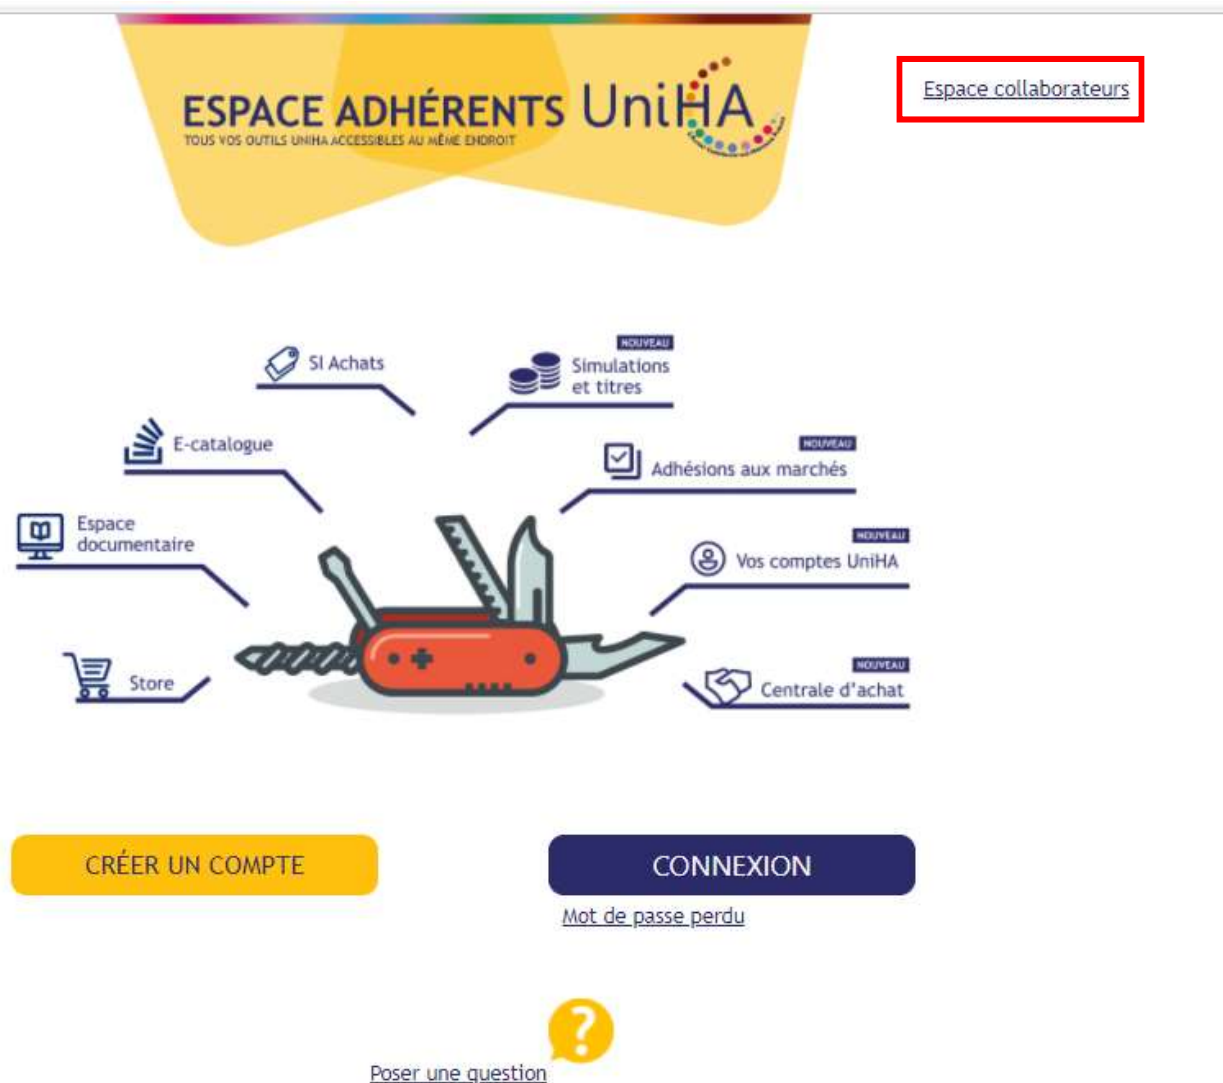 ESPACE ADHÉRENTS UniHA
TOUS VOS OUTILS UNIHA ACCESSIBLES AU MÊME ENDROIT
Espace collaborateurs
SI Achats
NOUVEAU
Simulations
et titres
E-catalogue
NOUVEAU
Adhésions aux marchés
Espace
documentaire
NOUVEAU
Vos comptes UniHA
Store
NOUVEAU
Centrale d'achat
CRÉER UN COMPTE
CONNEXION
Mot de passe perdu
?
Poser une question